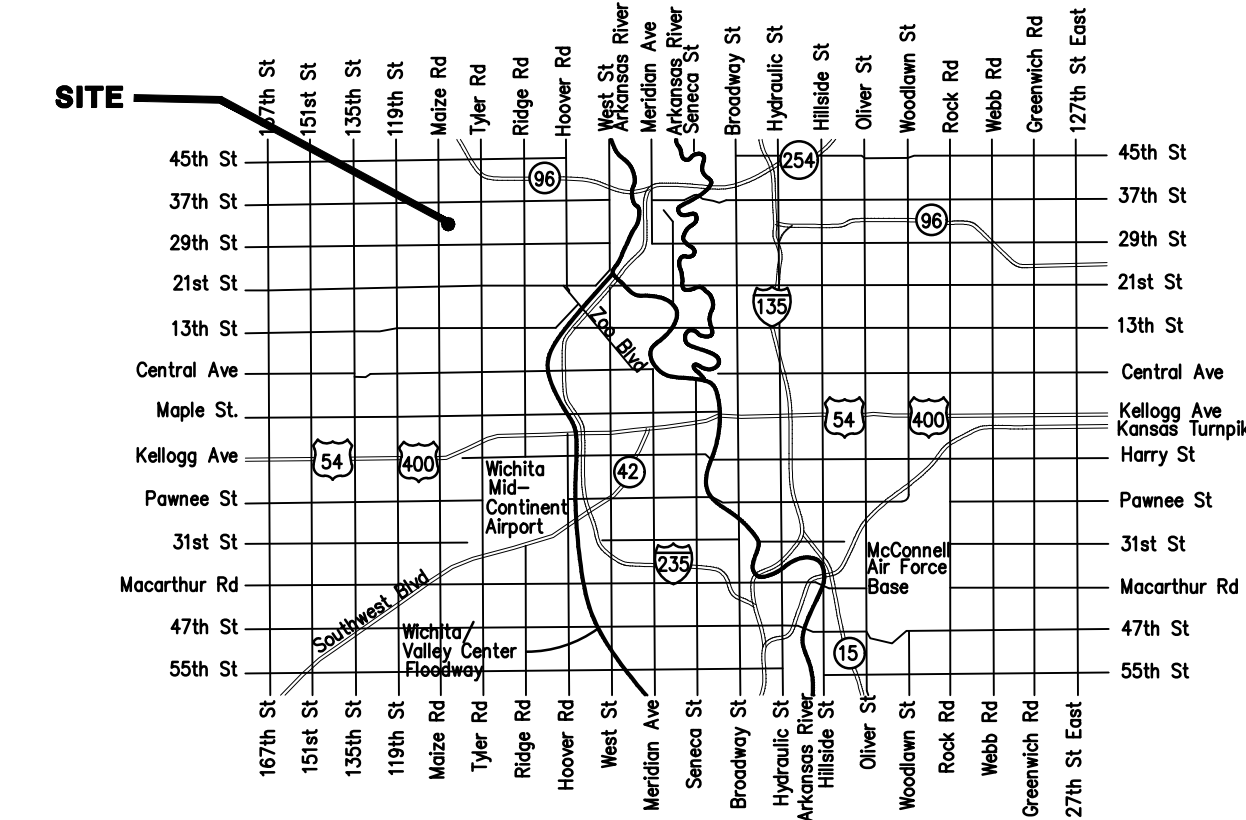 SITE
167th St
151st St
135th St
119th St
Maize Rd
Tyler Rd
Ridge Rd
Hoover Rd
West St
Arkansas River
Meridian Ave
Arkansas River
Seneca St
Broadway St
Hydraulic St
Hillside St
Oliver St
Woodlawn St
Rock Rd
Webb Rd
Greenwich Rd
127th St East
45th St
37th St
29th St
21st St
13th St
Central Ave
Maple St.
Kellogg Ave
Pawnee St
31st St
Macarthur Rd
47th St
55th St
96
254
96
135
Zoo Blvd
54
400
54
400
42
Wichita
Mid-
Continent
Airport
235
McConnell
Air Force
Base
Southwest Blvd
Wichita/
Valley Center
Floodway
15
45th St
37th St
29th St
21st St
13th St
Central Ave
Kellogg Ave
Kansas Turnpik
Harry St
Pawnee St
31st St
Macarthur Rd
47th St
55th St
167th St
151st St
135th St
119th St
Maize Rd
Tyler Rd
Ridge Rd
Hoover Rd
West St
Meridian Ave
Seneca St
Broadway St
Hydraulic St
Arkansas River
Hillside St
Oliver St
Woodlawn St
Rock Rd
Webb Rd
Greenwich Rd
27th St East